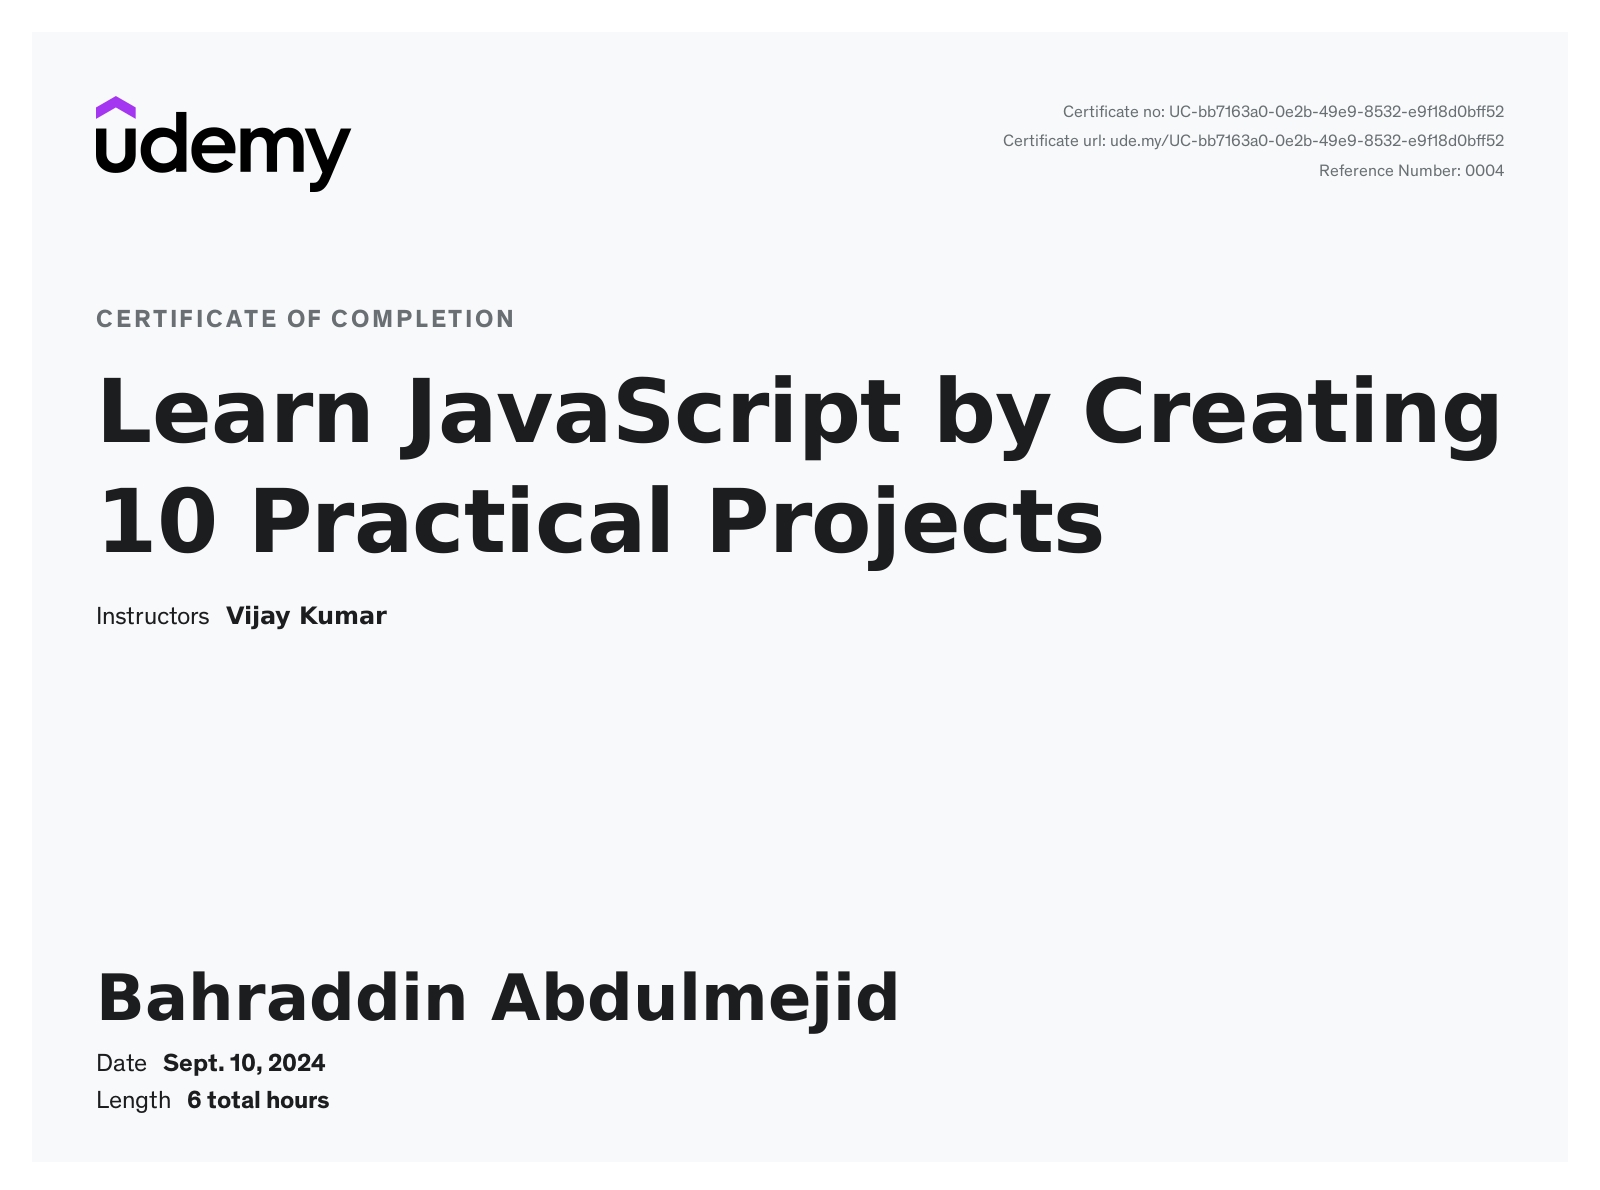 udemy
Certificate no: UC-bb7163a0-0e2b-49e9-8532-e9f18d0bff52
Certificate url: ude.my/UC-bb7163a0-0e2b-49e9-8532-e9f18d0bff52
Reference Number: 0004
CERTIFICATE OF COMPLETION
Learn JavaScript by Creating
10 Practical Projects
Instructors Vijay Kumar
Bahraddin Abdulmejid
Date Sept. 10, 2024
Length 6 total hours